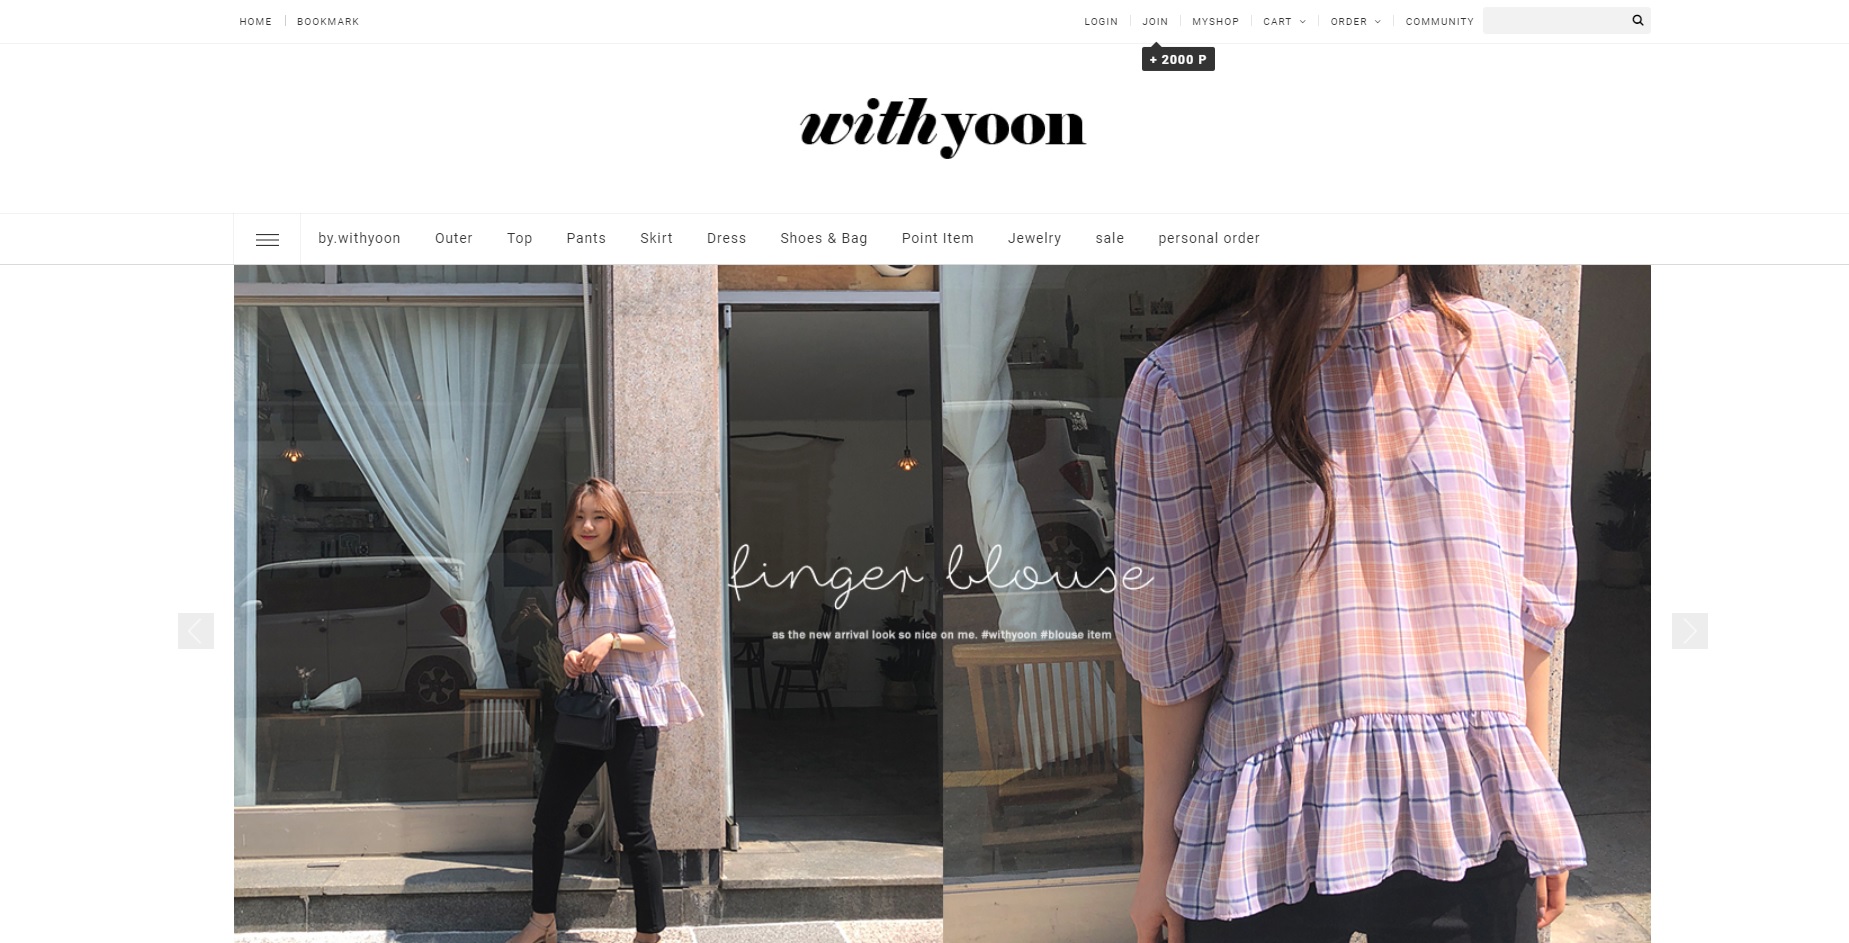 HOME BOOKMARK LOGIN JOIN MYSHOP CART ORDER COMMUNITY
+ 2000 P
withyoon
by.withyoon Outer Top Pants Skirt Dress Shoes & Bag Point Item Jewelry sale personal order
finger blouse
as the new arrival look so nice on me. #withyoon #blouse item